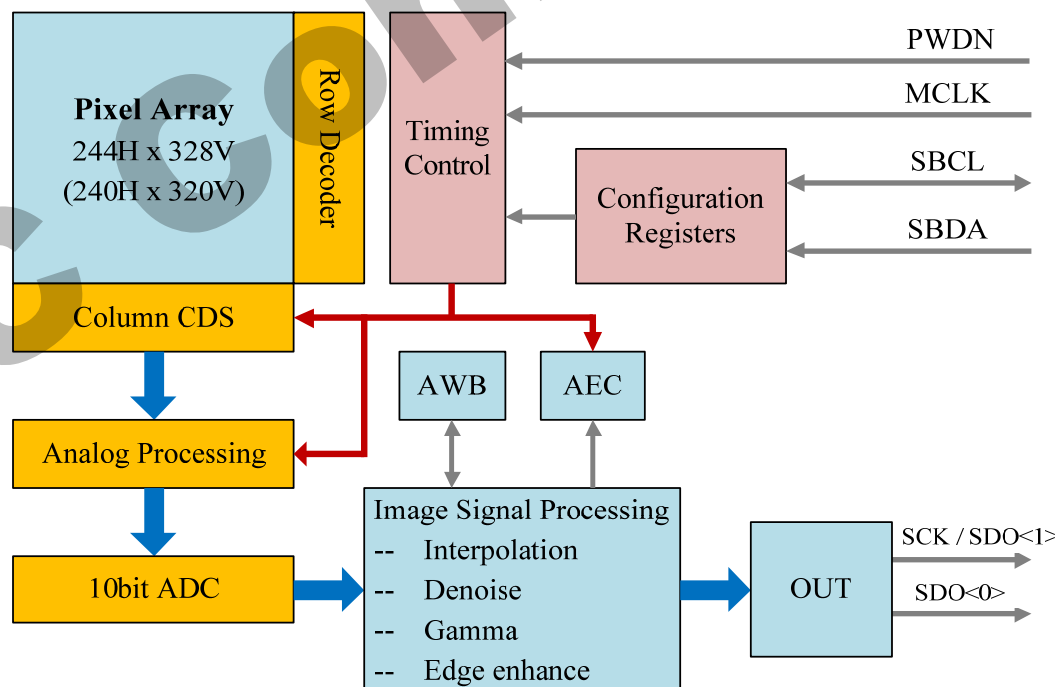 Pixel Array
244H x 328V
(240H x 320V)
Row Decoder
Timing
Control
PWDN
MCLK
SBCL
SBDA
Configuration
Registers
Column CDS
AWB
AEC
Analog Processing
10bit ADC
Image Signal Processing
-- Interpolation
-- Denoise
-- Gamma
-- Edge enhance
OUT
SCK / SDO<1>
SDO<0>